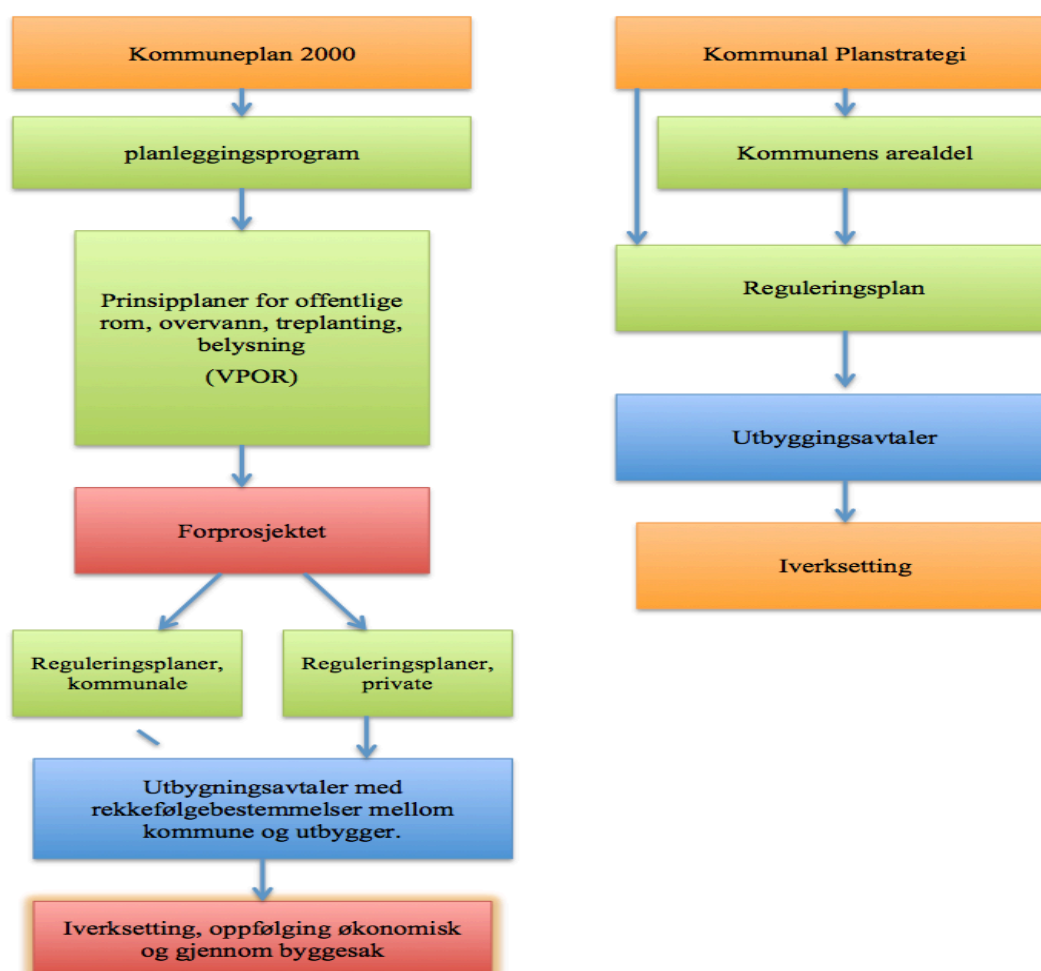 Kommuneplan 2000
planleggingsprogram
Prinsipplaner for offentlige
rom, overvann, treplanting,
belysning
(VPOR)
Forprosjektet
Reguleringsplaner,
kommunale
Reguleringsplaner,
private
Utbygningsavtaler med
rekkefølgebestemmelser mellom
kommune og utbygger.
Iverksetting, oppfølging økonomisk
og gjennom byggesak
Kommunal Planstrategi
Kommunens arealdel
Reguleringsplan
Utbyggingsavtaler
Iverksetting